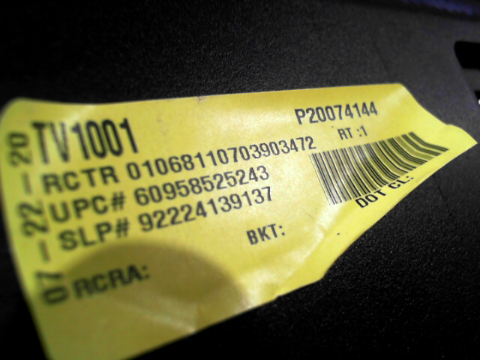 07-22-20
TV1001
P20074144
RCTR 01068110703903472
RT :1
UPC# 60958525243
SLP# 92224139137
DOT CL:
BKT:
RCRA: